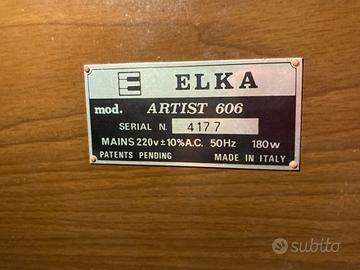 ELKA
mod. ARTIST 606
SERIAL N. 4177
MAINS 220v ± 10% A.C. 50Hz 180w
PATENTS PENDING MADE IN ITALY
subito